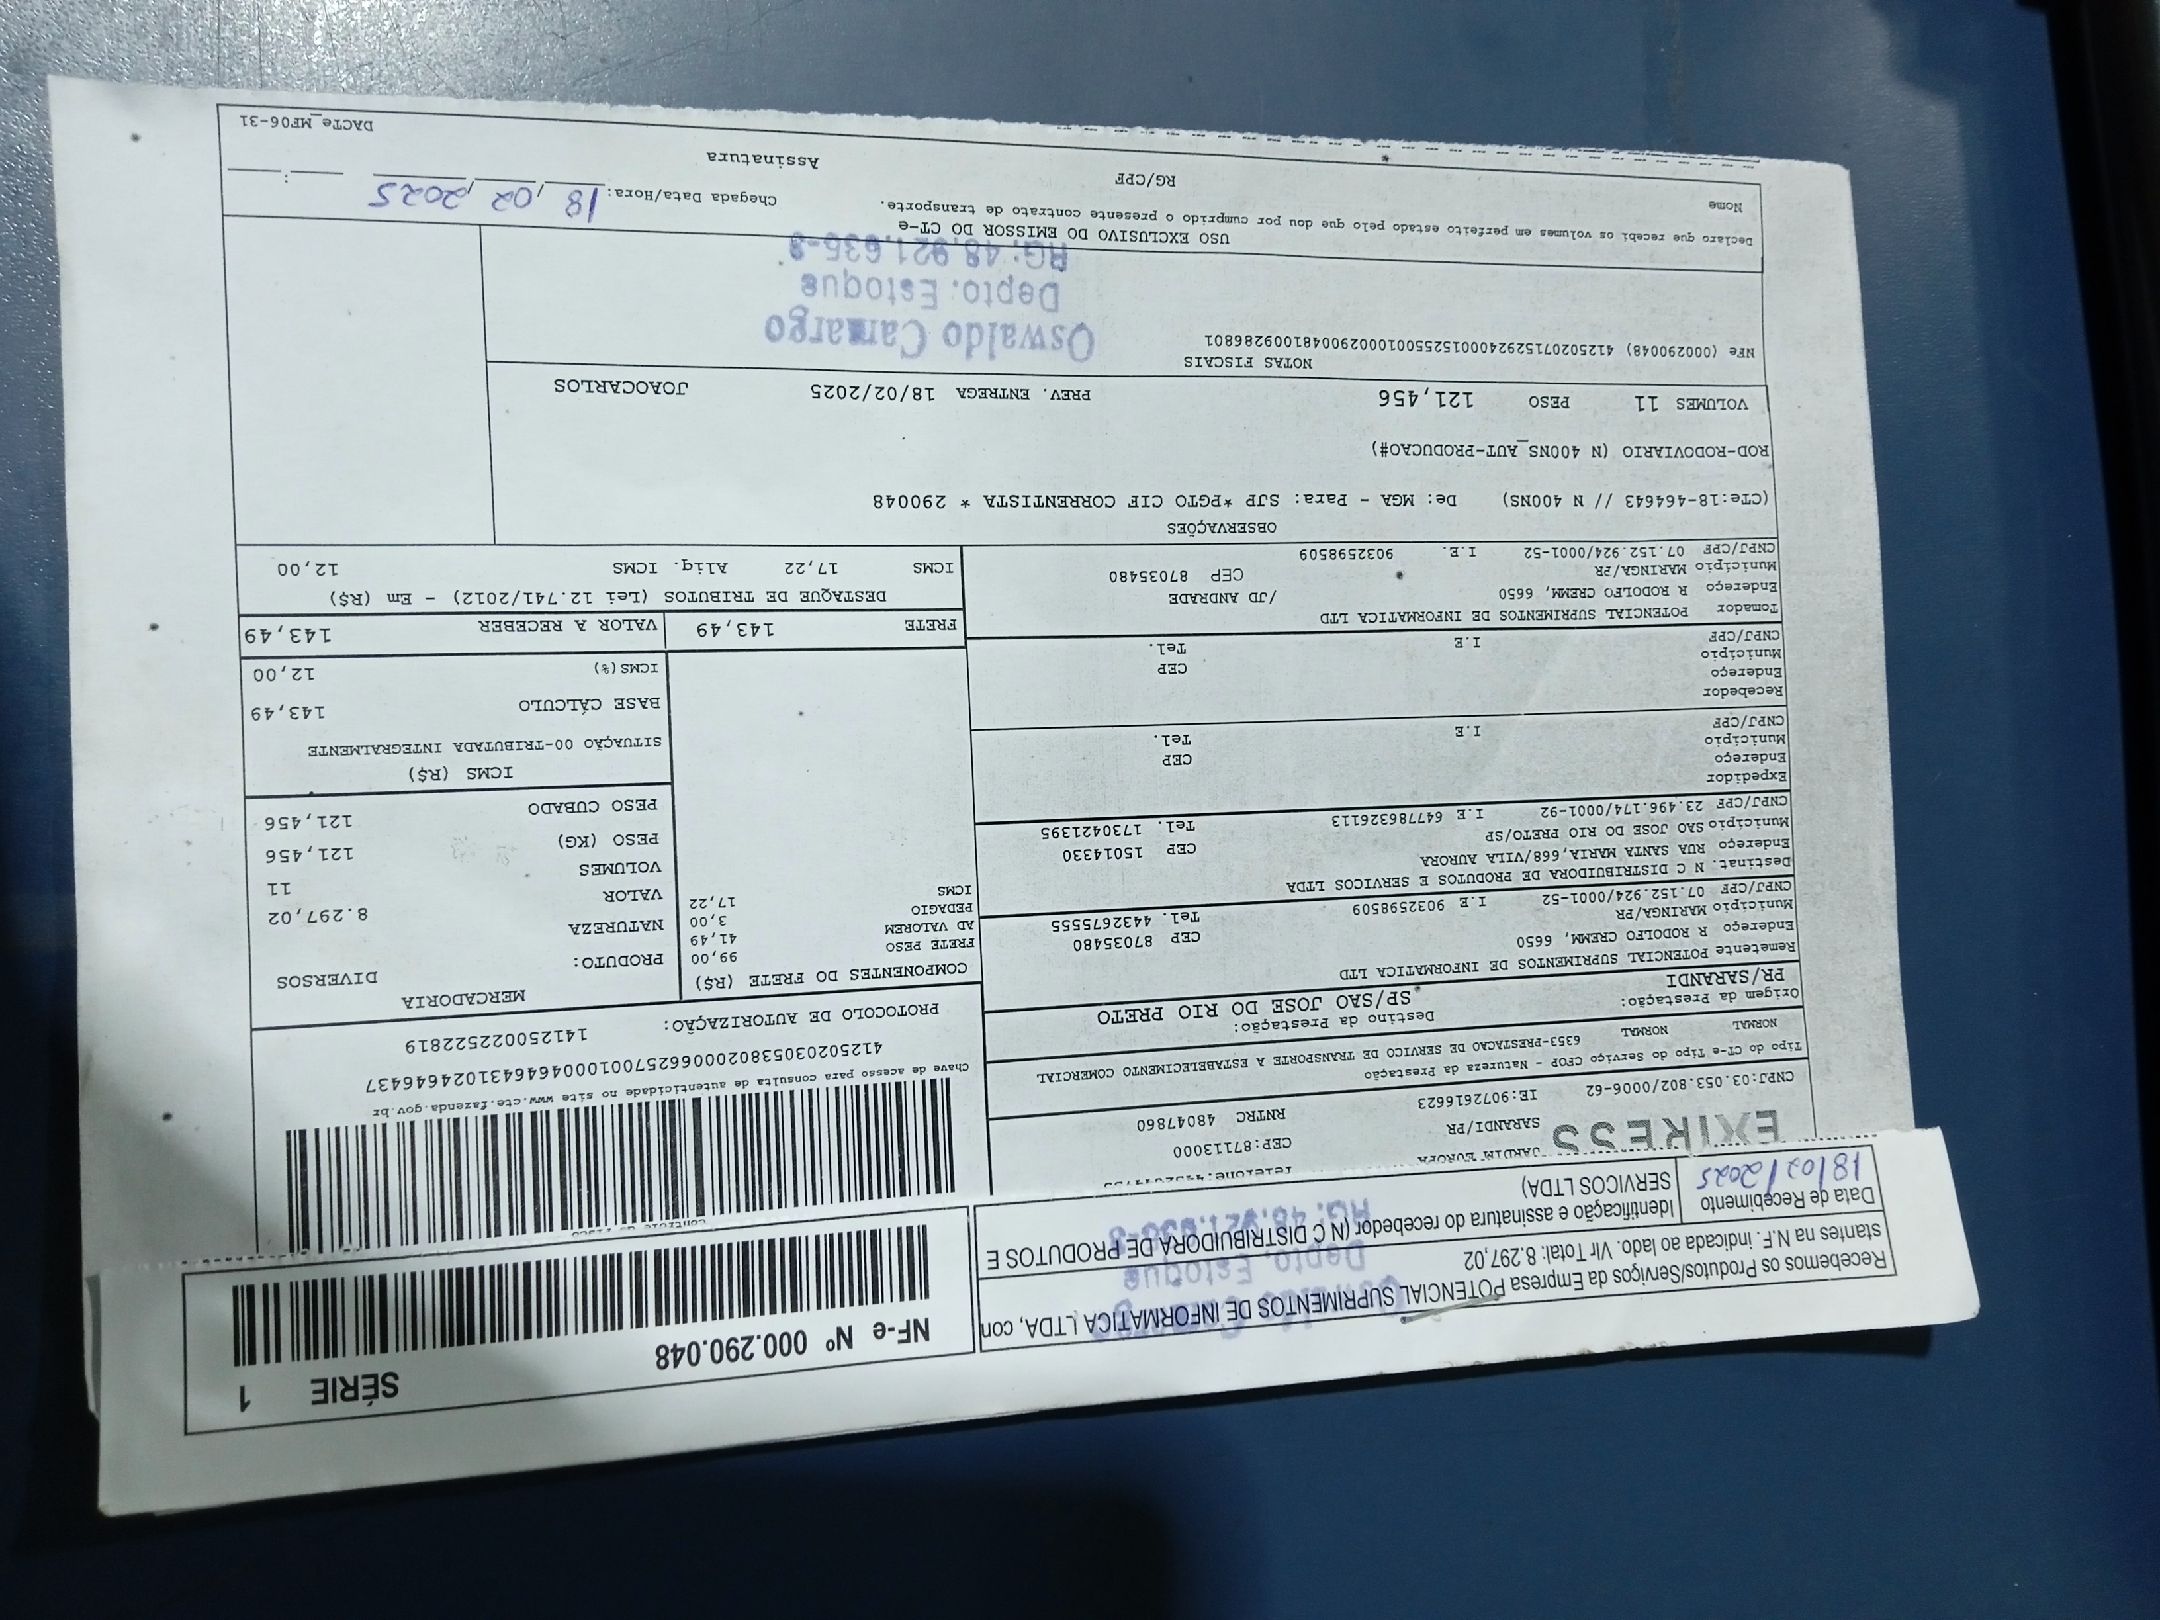 Recebemos os Produtos/Serviços da Empresa POTENCIAL SUPRIMENTOS DE INFORMATICA LTDA, con
stantes na N.F. indicada ao lado. Vlr Total: 8.297,02
Data de Recebimento
18/02/2025
Identificação e assinatura do recebedor (N C DISTRIBUIDORA DE PRODUTOS E
SERVICOS LTDA)
Depto. Estoque
RG: 48.921.636-3
NF-e Nº 000.290.048
SÉRIE 1
JARDIM EUROPA
SARANDI/PR
CEP:87113000
CNPJ:03.053.802/0006-62 IE:9072616623 RNTRC 48047860
Tipo do CT-e Tipo do Serviço CFOP - Natureza da Prestação
NORMAL NORMAL 6353-PRESTACAO DE SERVICO DE TRANSPORTE A ESTABELECIMENTO COMERCIAL
Chave de acesso para consulta de autenticidade no site www.cte.fazenda.gov.br
41250203053802000662570010004646431024646437
PROTOCOLO DE AUTORIZAÇÃO: 141250022522819
Origem da Prestação: Destino da Prestação:
PR/SARANDI SP/SAO JOSE DO RIO PRETO
Remetente POTENCIAL SUPRIMENTOS DE INFORMATICA LTD
Endereço R RODOLFO CREMM, 6650 CEP 87035480
Município MARINGA/PR Tel. 4432675555
CNPJ/CPF 07.152.924/0001-52 I.E 9032598509
Destinat. N C DISTRIBUIDORA DE PRODUTOS E SERVICOS LTDA
Endereço RUA SANTA MARIA,668/VILA AURORA CEP 15014330
Município SAO JOSE DO RIO PRETO/SP Tel. 1730421395
CNPJ/CPF 23.496.174/0001-92 I.E 647786326113
Expedidor
Endereço CEP
Município Tel.
CNPJ/CPF I.E
Recebedor
Endereço CEP
Município Tel.
CNPJ/CPF I.E
Tomador POTENCIAL SUPRIMENTOS DE INFORMATICA LTD
Endereço R RODOLFO CREMM, 6650 /JD ANDRADE
Município MARINGA/PR CEP 87035480
CNPJ/CPF 07.152.924/0001-52 I.E. 9032598509
COMPONENTES DO FRETE (R$)
FRETE PESO 99,00
AD VALOREM 41,49
PEDAGIO 3,00
ICMS 17,22
MERCADORIA
PRODUTO: DIVERSOS
NATUREZA
VALOR 8.297,02
VOLUMES 11
PESO (KG) 121,456
PESO CUBADO 121,456
ICMS (R$)
SITUAÇÃO 00-TRIBUTADA INTEGRALMENTE
BASE CÁLCULO 143,49
ICMS(%) 12,00
FRETE 143,49 VALOR A RECEBER 143,49
DESTAQUE DE TRIBUTOS (Lei 12.741/2012) - Em (R$)
ICMS 17,22 Aliq. ICMS 12,00
OBSERVAÇÕES
(CTe:18-464643 // N 400NS) De: MGA - Para: SJP *PGTO CIF CORRENTISTA * 290048
ROD-RODOVIARIO (N 400NS_AUT-PRODUCAO#)
VOLUMES 11 PESO 121,456 PREV. ENTREGA 18/02/2025 JOAOCARLOS
NOTAS FISCAIS
NFe (000290048) 41250207152924000152550010002900481009286801
Oswaldo Camargo
Depto. Estoque
RG: 48.921.636-3
USO EXCLUSIVO DO EMISSOR DO CT-e
Declaro que recebi os volumes em perfeito estado pelo que dou por cumprido o presente contrato de transporte.
Chegada Data/Hora: 18/02/2025 :
Nome RG/CPF Assinatura
DACTe_MF06-31